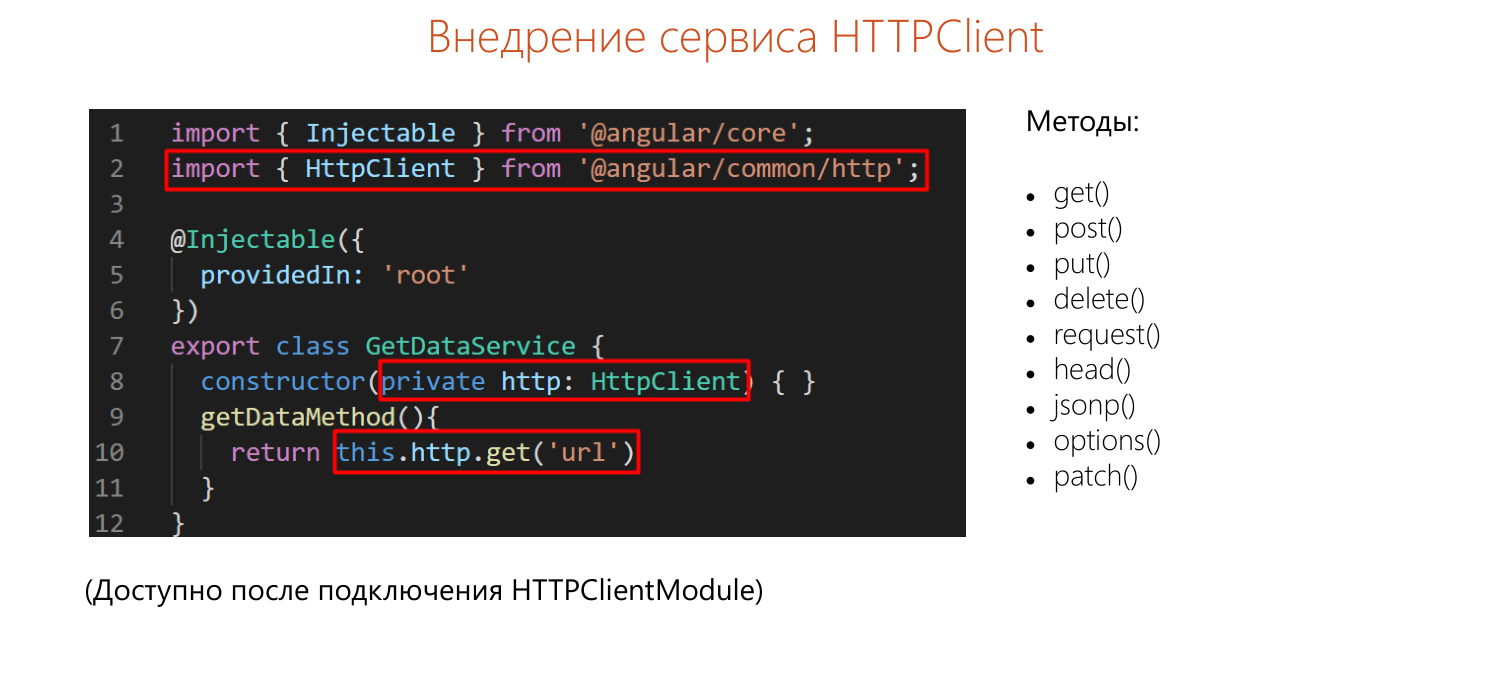 Внедрение сервиса HTTPClient
1 import { Injectable } from '@angular/core';
2 import { HttpClient } from '@angular/common/http';
3
4 @Injectable({
5 providedIn: 'root'
6 })
7 export class GetDataService {
8 constructor(private http: HttpClient) { }
9 getDataMethod(){
10 return this.http.get('url')
11 }
12 }
Методы:
• get()
• post()
• put()
• delete()
• request()
• head()
• jsonp()
• options()
• patch()
(Доступно после подключения HTTPClientModule)